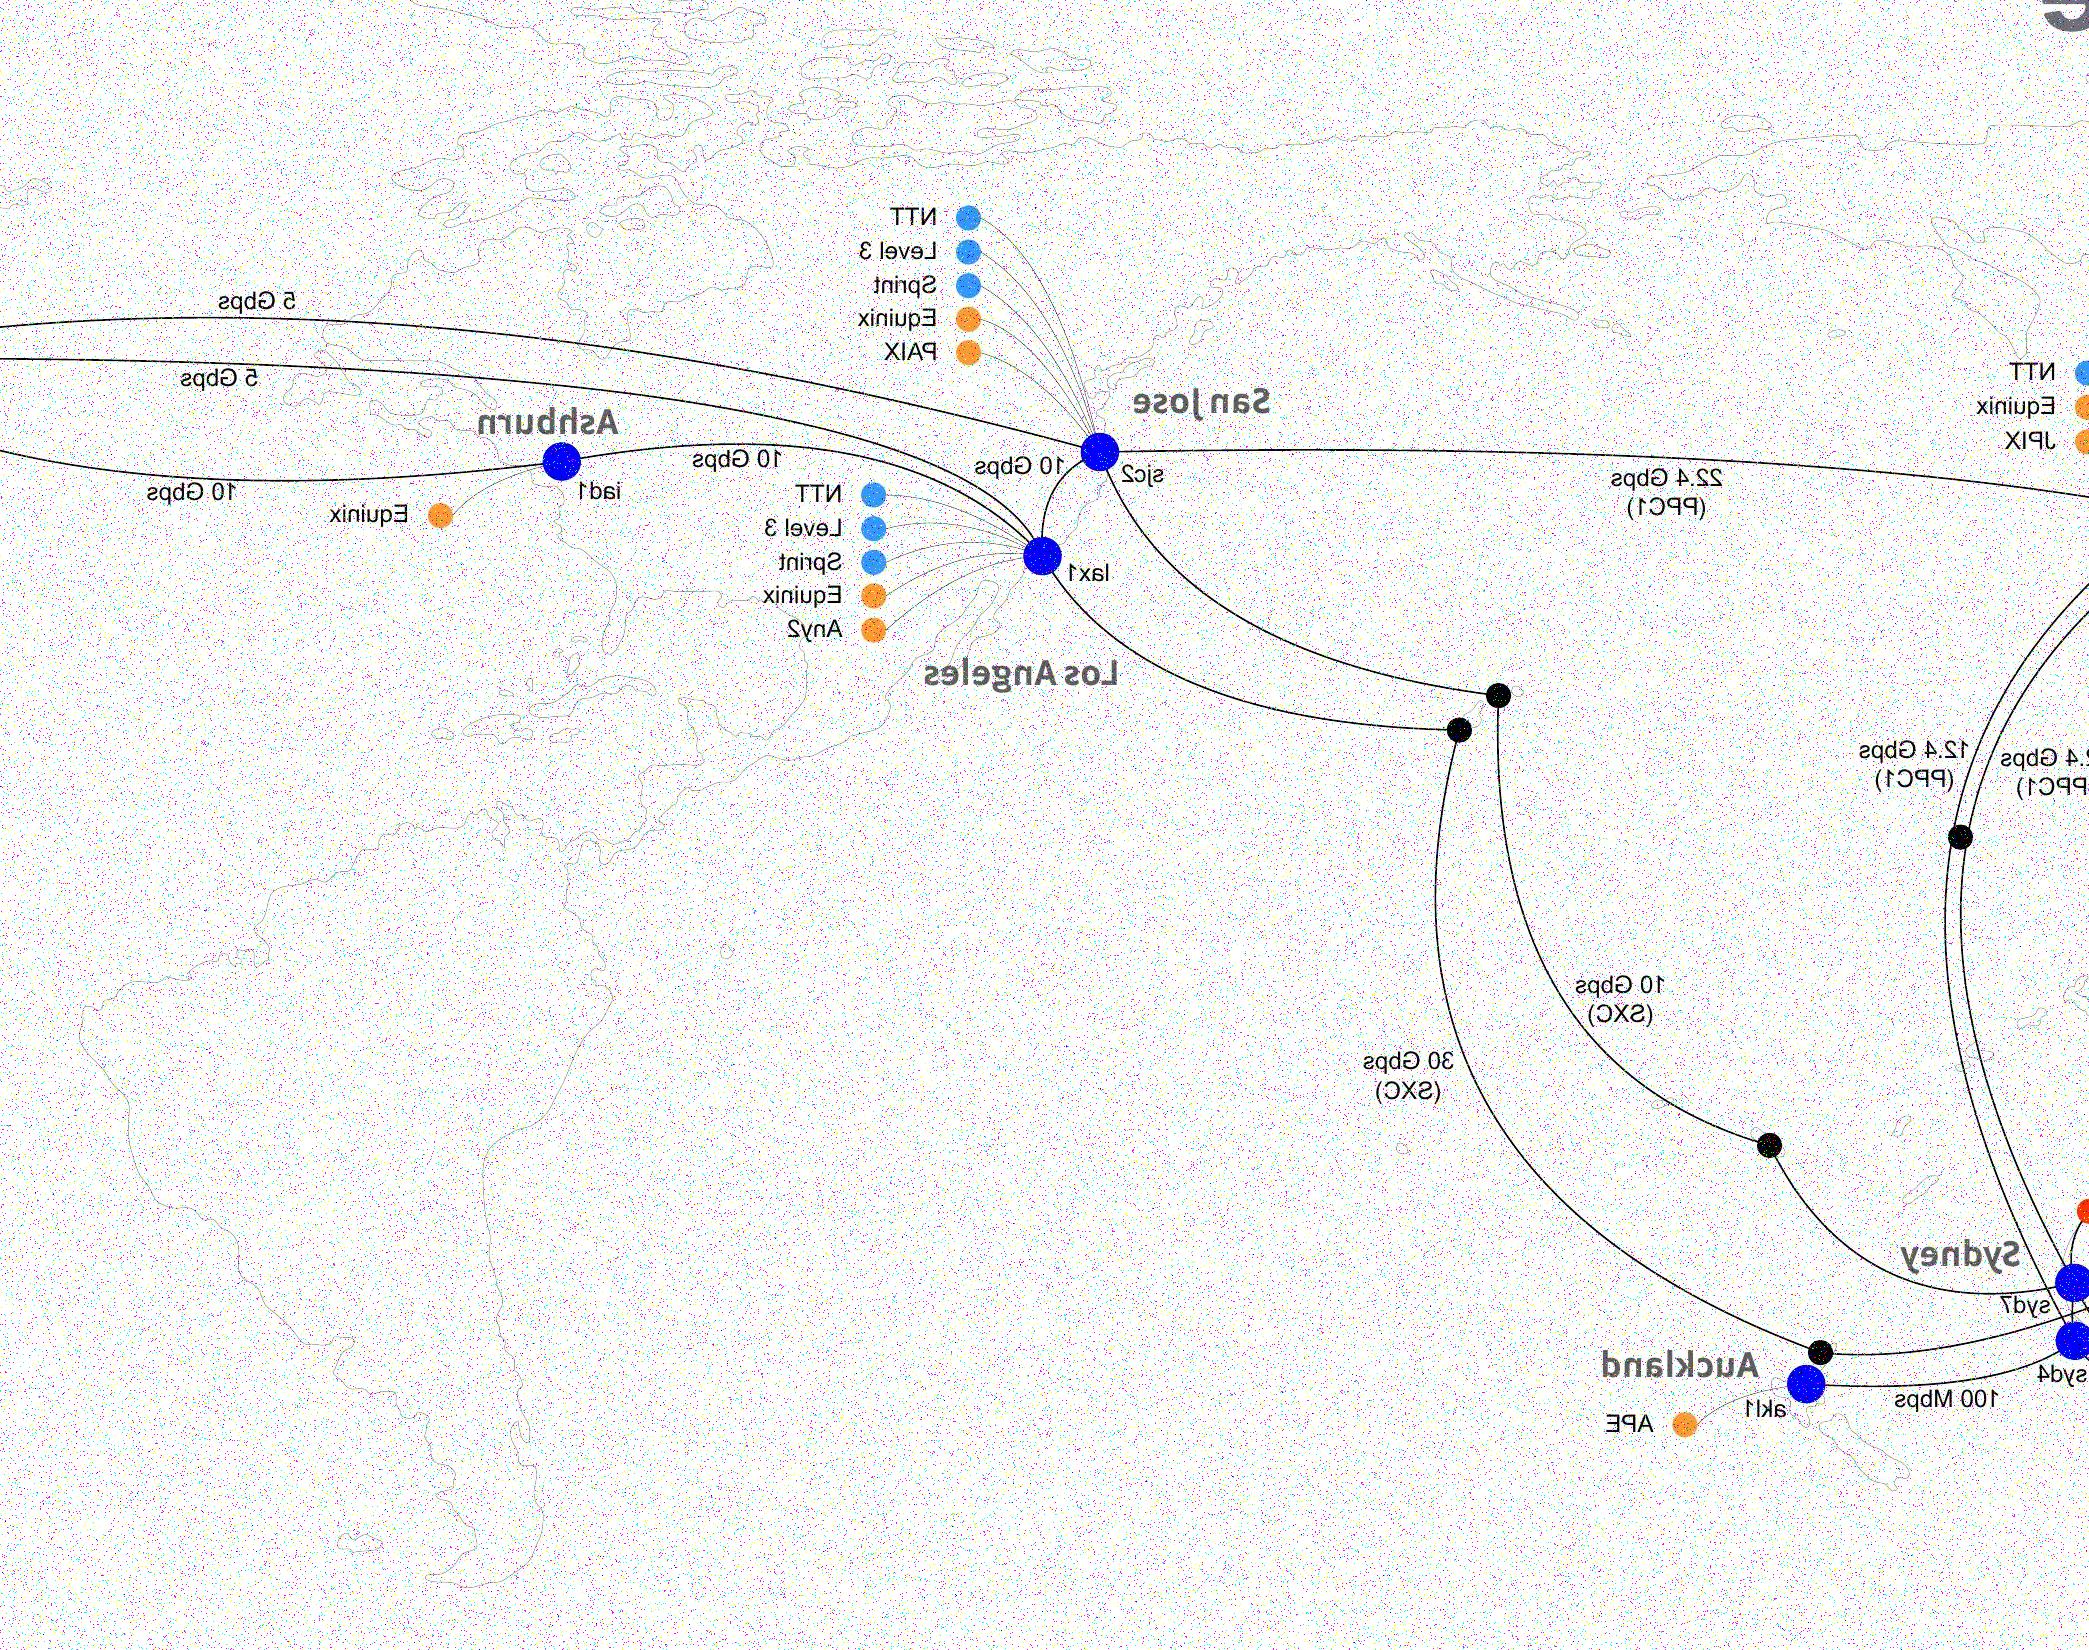 NTT
Level 3
Sprint
Equinix
PAIX
5 Gbps
5 Gbps
NTT
Equinix
JPIX
San Jose
Ashburn
10 Gbps
10 Gbps
sjc2
22.4 Gbps
(PPC1)
10 Gbps
iad1
Equinix
NTT
Level 3
Sprint
Equinix
Any2
lax1
Los Angeles
12.4 Gbps
(PPC1)
Gbps
(PPC1)
10 Gbps
(SXC)
30 Gbps
(SXC)
Sydney
syd7
Auckland
syd4
100 Mbps
akl1
APE